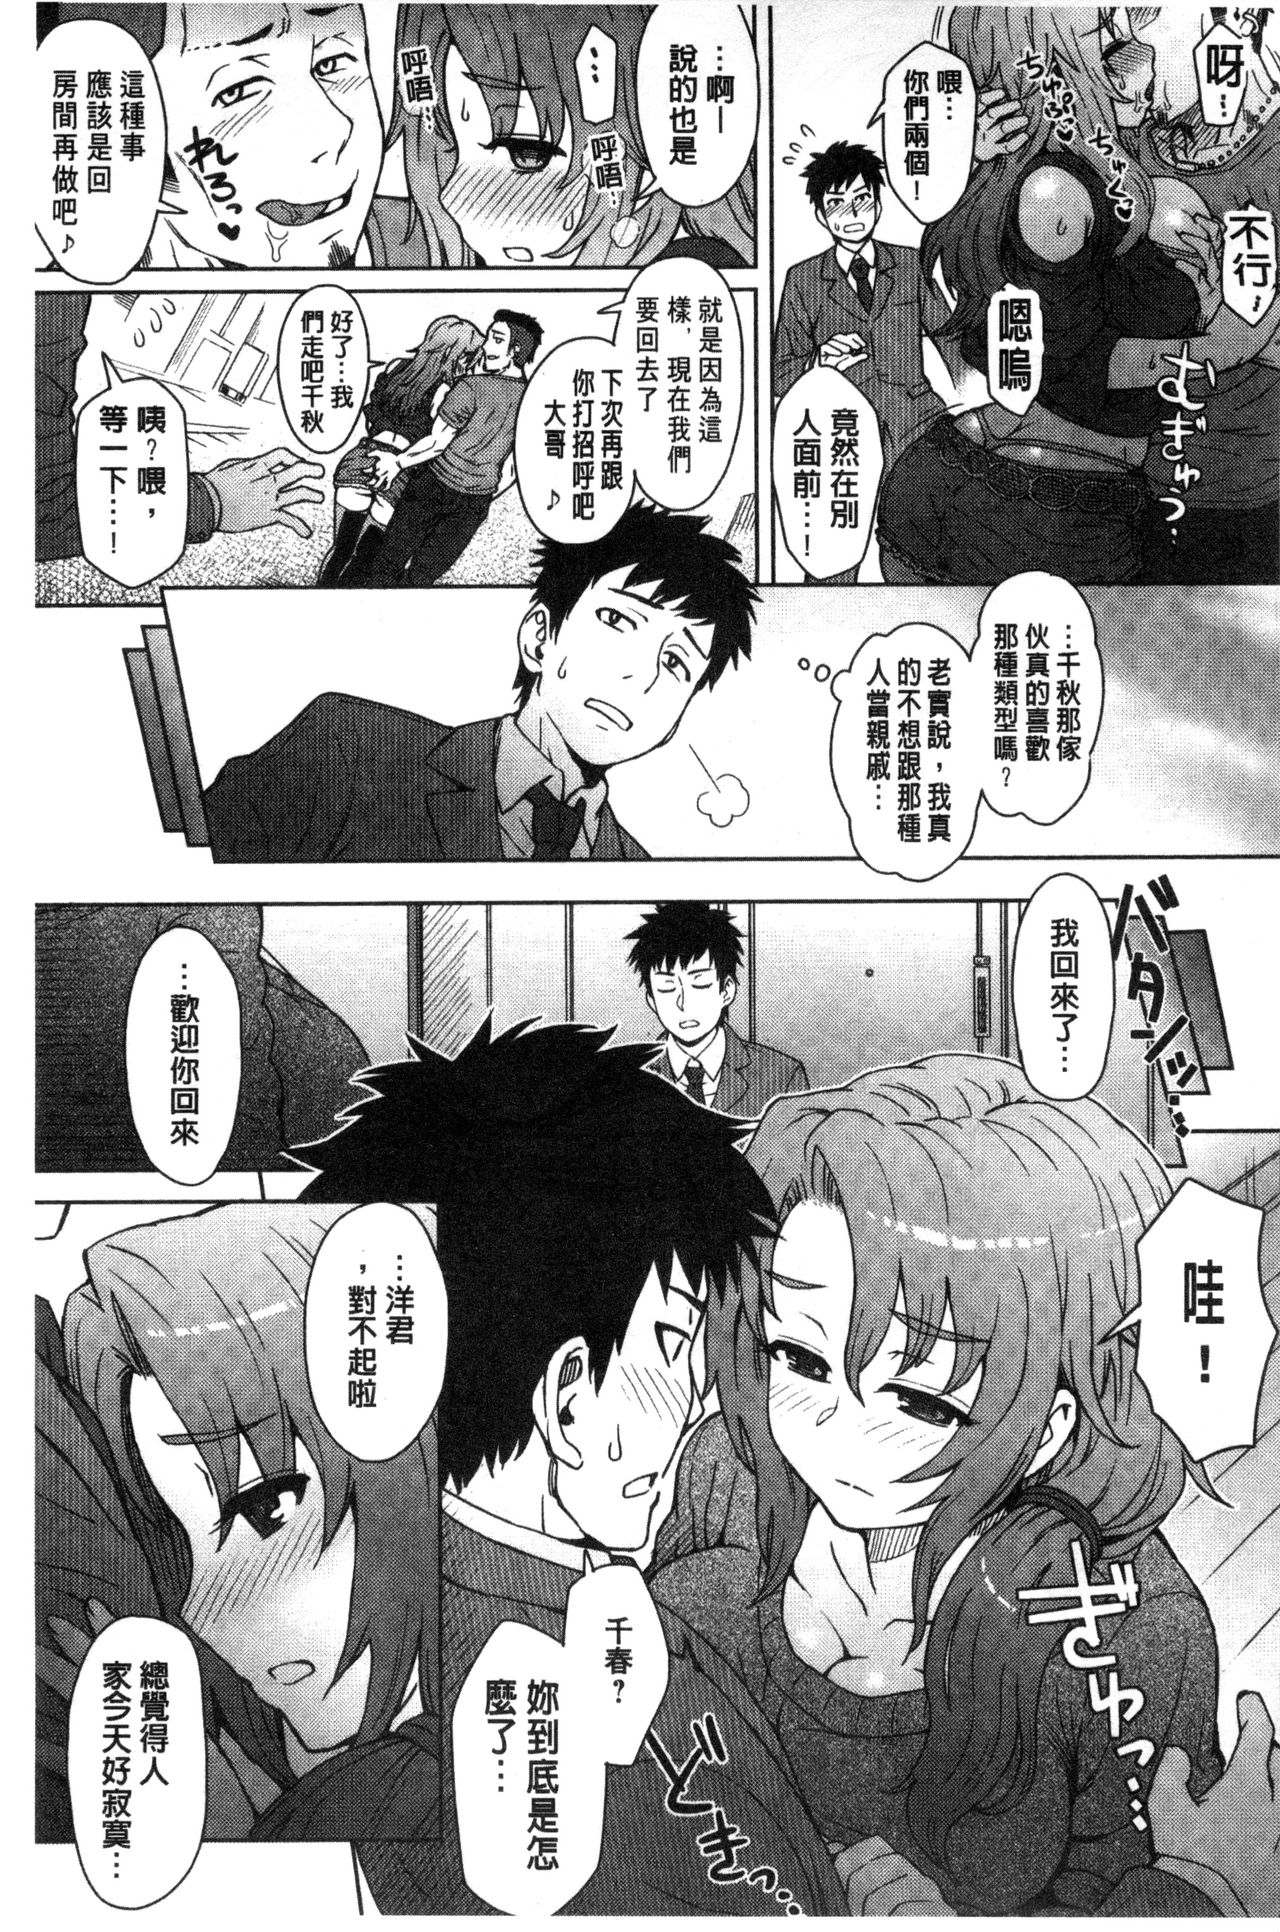 呀…
ちゅぷ♡
ちゅく♡
不行…
喂…
你們兩個！
嗯嗚
竟然在別
人面前…！
むぎゅぅ…
…啊—
說的也是
…
呼唔…
呼唔
這種事
應該是回
房間再做吧♪
れろっ♥
就是因為這
樣，現在我們
要回去了
下次再跟
你打招呼吧
大哥♪
好了…我
們走吧千秋
咦？喂，
等一下…！
…千秋那傢
伙真的喜歡
那種類型嗎？
老實說，我真
的不想跟那種
人當親戚…
バタンッ…
我回來了…
…歡迎你回來
哇！
ぎゅっ…
千春？
妳到底是怎
麼了…
どきっ…
…洋君
，對不起啦
總覺得人
家今天好寂寞…